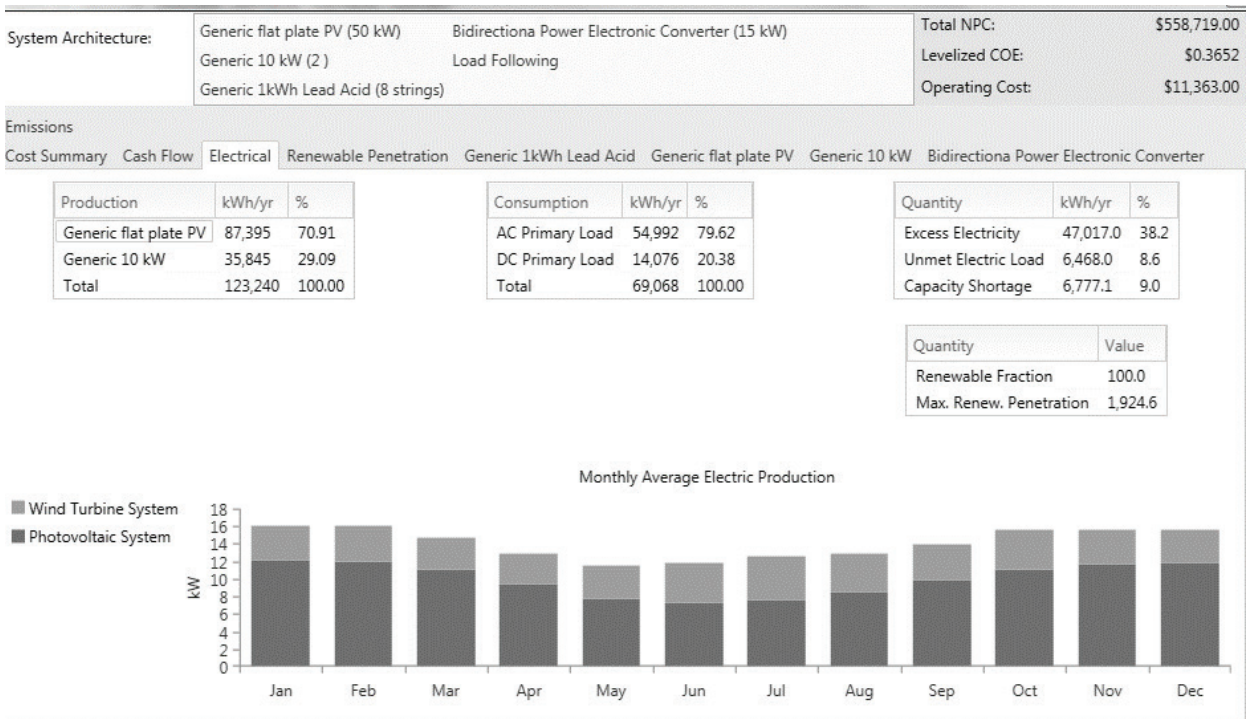 System Architecture:
Generic flat plate PV (50 kW) Bidirectiona Power Electronic Converter (15 kW)
Generic 10 kW (2 ) Load Following
Generic 1kWh Lead Acid (8 strings)
Total NPC: $558,719.00
Levelized COE: $0.3652
Operating Cost: $11,363.00
Emissions
Cost Summary Cash Flow Electrical Renewable Penetration Generic 1kWh Lead Acid Generic flat plate PV Generic 10 kW Bidirectiona Power Electronic Converter
Production kWh/yr %
Generic flat plate PV 87,395 70.91
Generic 10 kW 35,845 29.09
Total 123,240 100.00
Consumption kWh/yr %
AC Primary Load 54,992 79.62
DC Primary Load 14,076 20.38
Total 69,068 100.00
Quantity kWh/yr %
Excess Electricity 47,017.0 38.2
Unmet Electric Load 6,468.0 8.6
Capacity Shortage 6,777.1 9.0
Quantity Value
Renewable Fraction 100.0
Max. Renew. Penetration 1,924.6
Monthly Average Electric Production
Wind Turbine System
Photovoltaic System
kW
18
16
14
12
10
8
6
4
2
0
Jan Feb Mar Apr May Jun Jul Aug Sep Oct Nov Dec